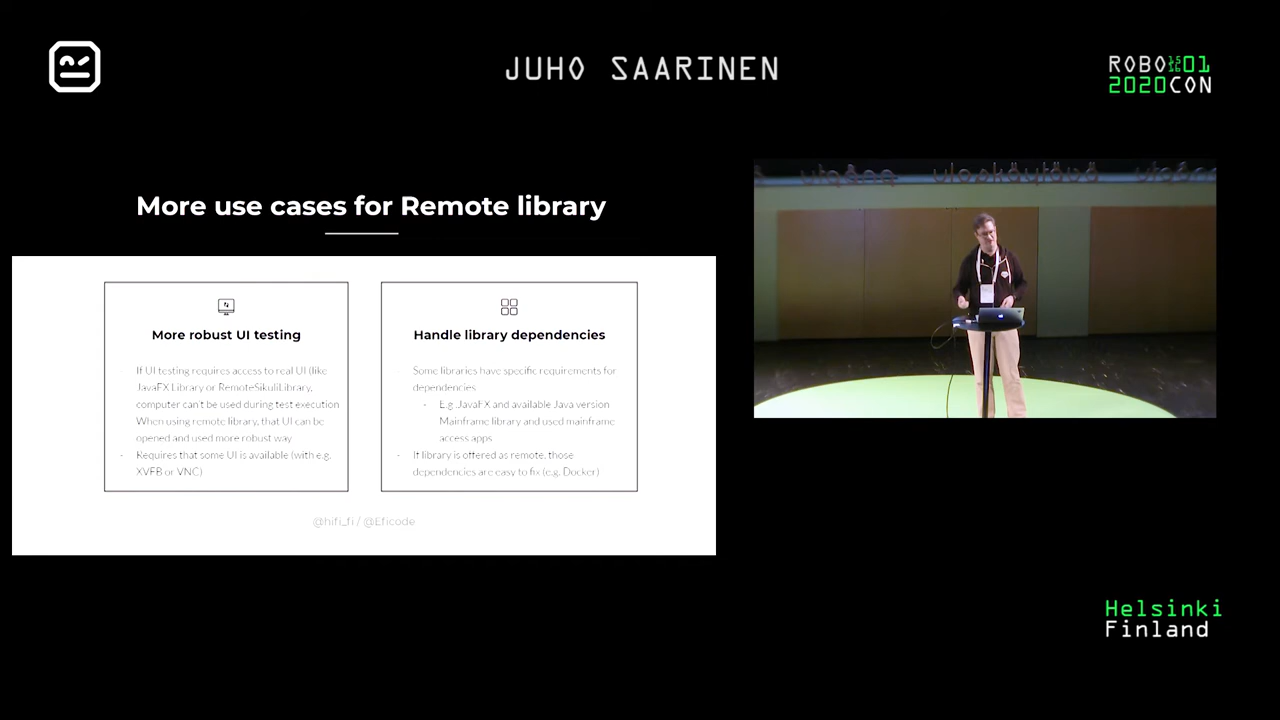 JUHO SAARINEN
ROBO 15 16 01
2020CON
More use cases for Remote library
More robust UI testing
- If UI testing requires access to real UI (like
JavaFX Library or RemoteSikuliLibrary,
computer can't be used during test execution
When using remote library, that UI can be
opened and used more robust way
- Requires that some UI is available (with e.g.
XVFB or VNC)
Handle library dependencies
- Some libraries have specific requirements for
dependencies
- E.g. JavaFX and available Java version
Mainframe library and used mainframe
access apps
- If library is offered as remote, those
dependencies are easy to fix (e.g. Docker)
@hifi_fi / @Eficode
Helsinki
Finland